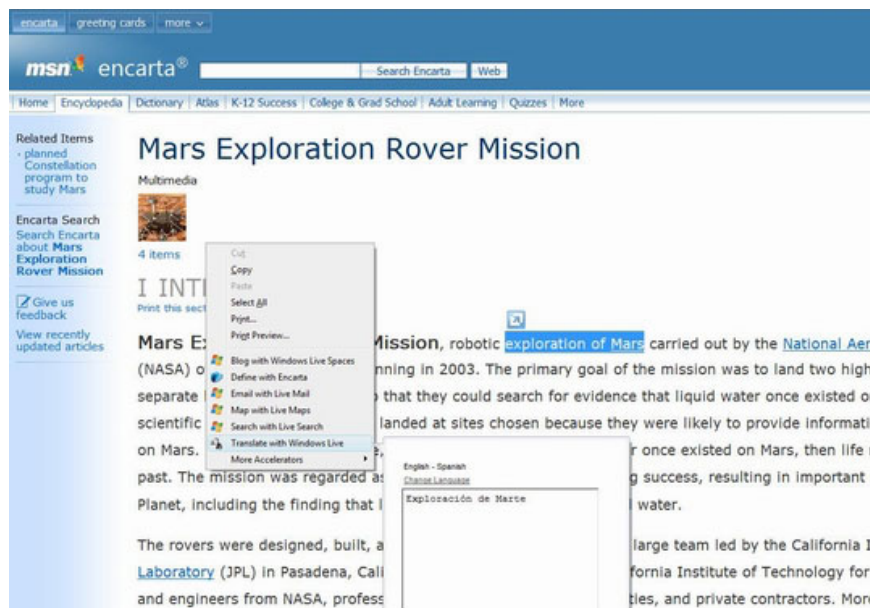 encarta greeting cards more
msn encarta®
Search Encarta Web
Home Encyclopedia Dictionary Atlas K-12 Success College & Grad School Adult Learning Quizzes More
Related Items
planned
Constellation
program to
study Mars
Encarta Search
Search Encarta
about Mars
Exploration
Rover Mission
Give us
feedback
View recently
updated articles
Mars Exploration Rover Mission
Multimedia
4 items
I INT
Print this sect
Cut
Copy
Paste
Select All
Print...
Print Preview...
Blog with Windows Live Spaces
Define with Encarta
Email with Live Mail
Map with Live Maps
Search with Live Search
Translate with Windows Live
More Accelerators
English - Spanish
Change Language
Exploración de Marte
Mars E Mission, robotic exploration of Mars carried out by the National Aer
(NASA) o nning in 2003. The primary goal of the mission was to land two high
separate that they could search for evidence that liquid water once existed o
scientific landed at sites chosen because they were likely to provide informati
on Mars. r once existed on Mars, then life
past. The mission was regarded as g success, resulting in important
Planet, including the finding that l water.
The rovers were designed, built, a large team led by the California I
Laboratory (JPL) in Pasadena, Cali fornia Institute of Technology for
and engineers from NASA, profess ties, and private contractors. More